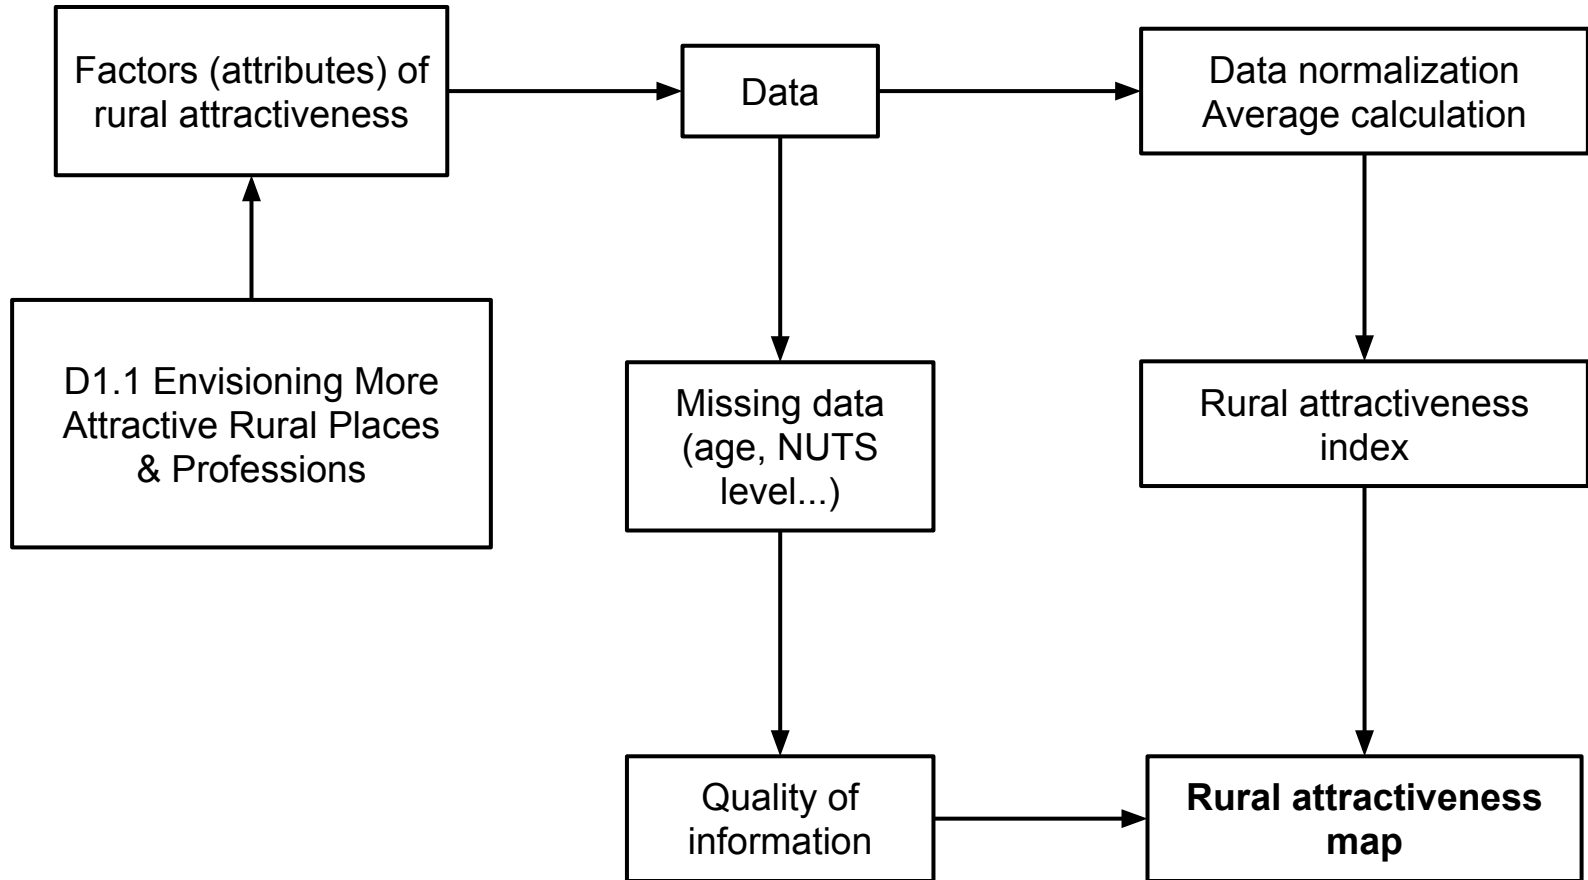 Factors (attributes) of
rural attractiveness
Data
Data normalization
Average calculation
D1.1 Envisioning More
Attractive Rural Places
& Professions
Missing data
(age, NUTS
level...)
Rural attractiveness
index
Quality of
information
Rural attractiveness
map